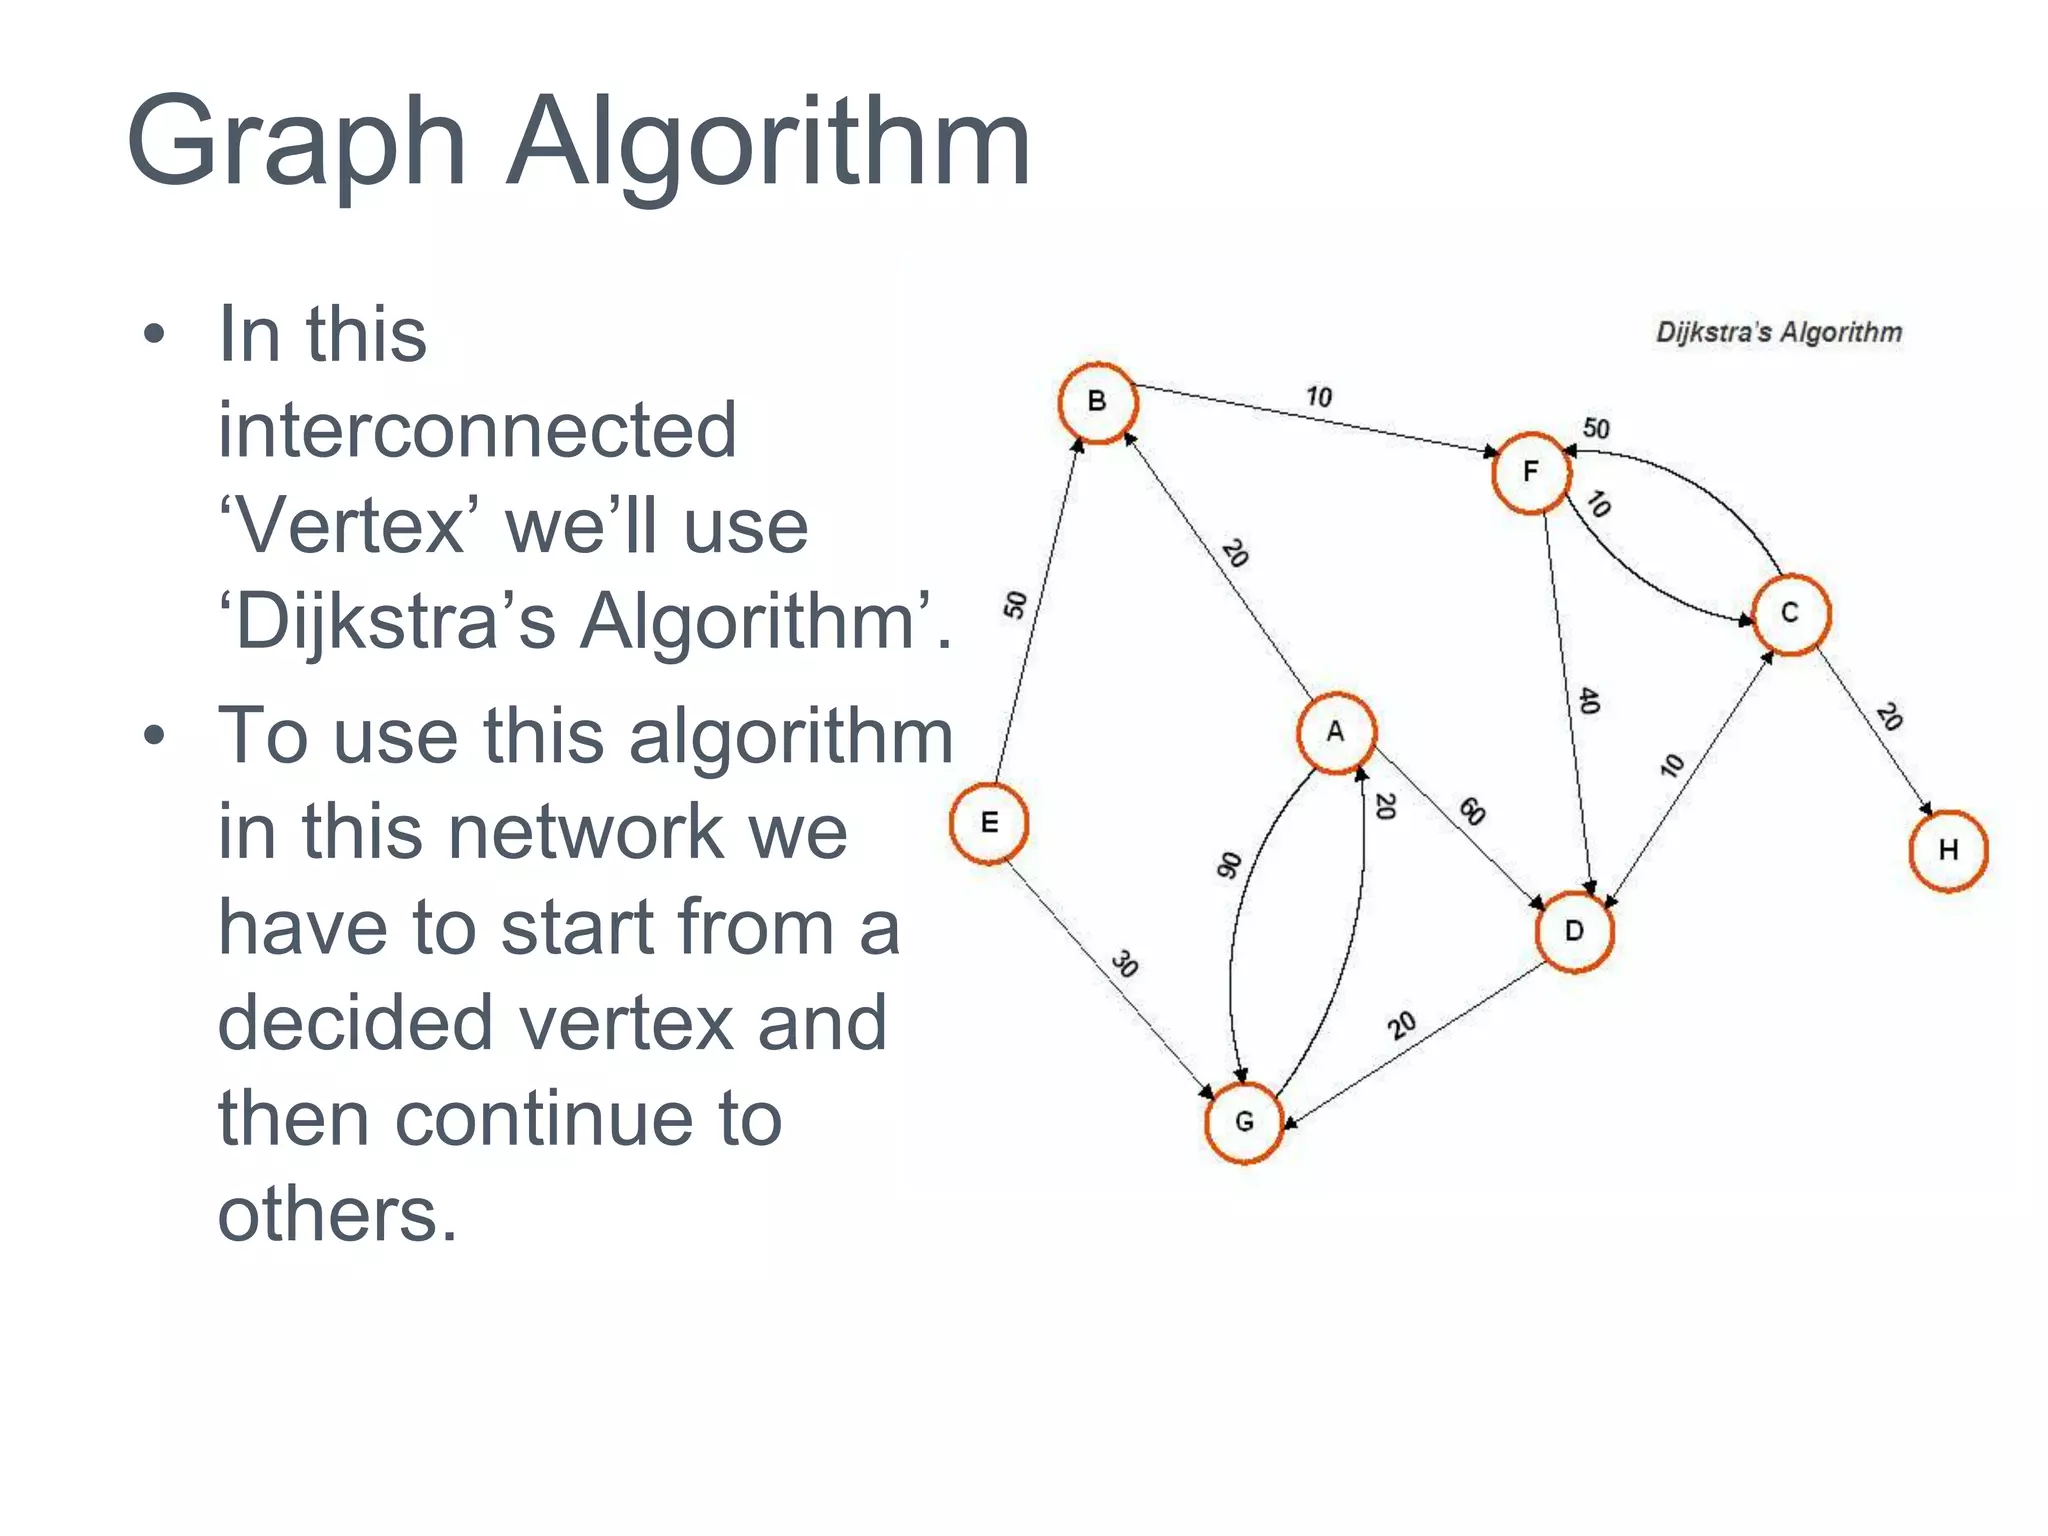 Graph Algorithm
• In this
interconnected
‘Vertex’ we’ll use
‘Dijkstra’s Algorithm’.
• To use this algorithm
in this network we
have to start from a
decided vertex and
then continue to
others.
Dijkstra's Algorithm
B
10
F
50
10
20
50
C
A
40
20
10
60
20
90
E
H
D
30
20
G